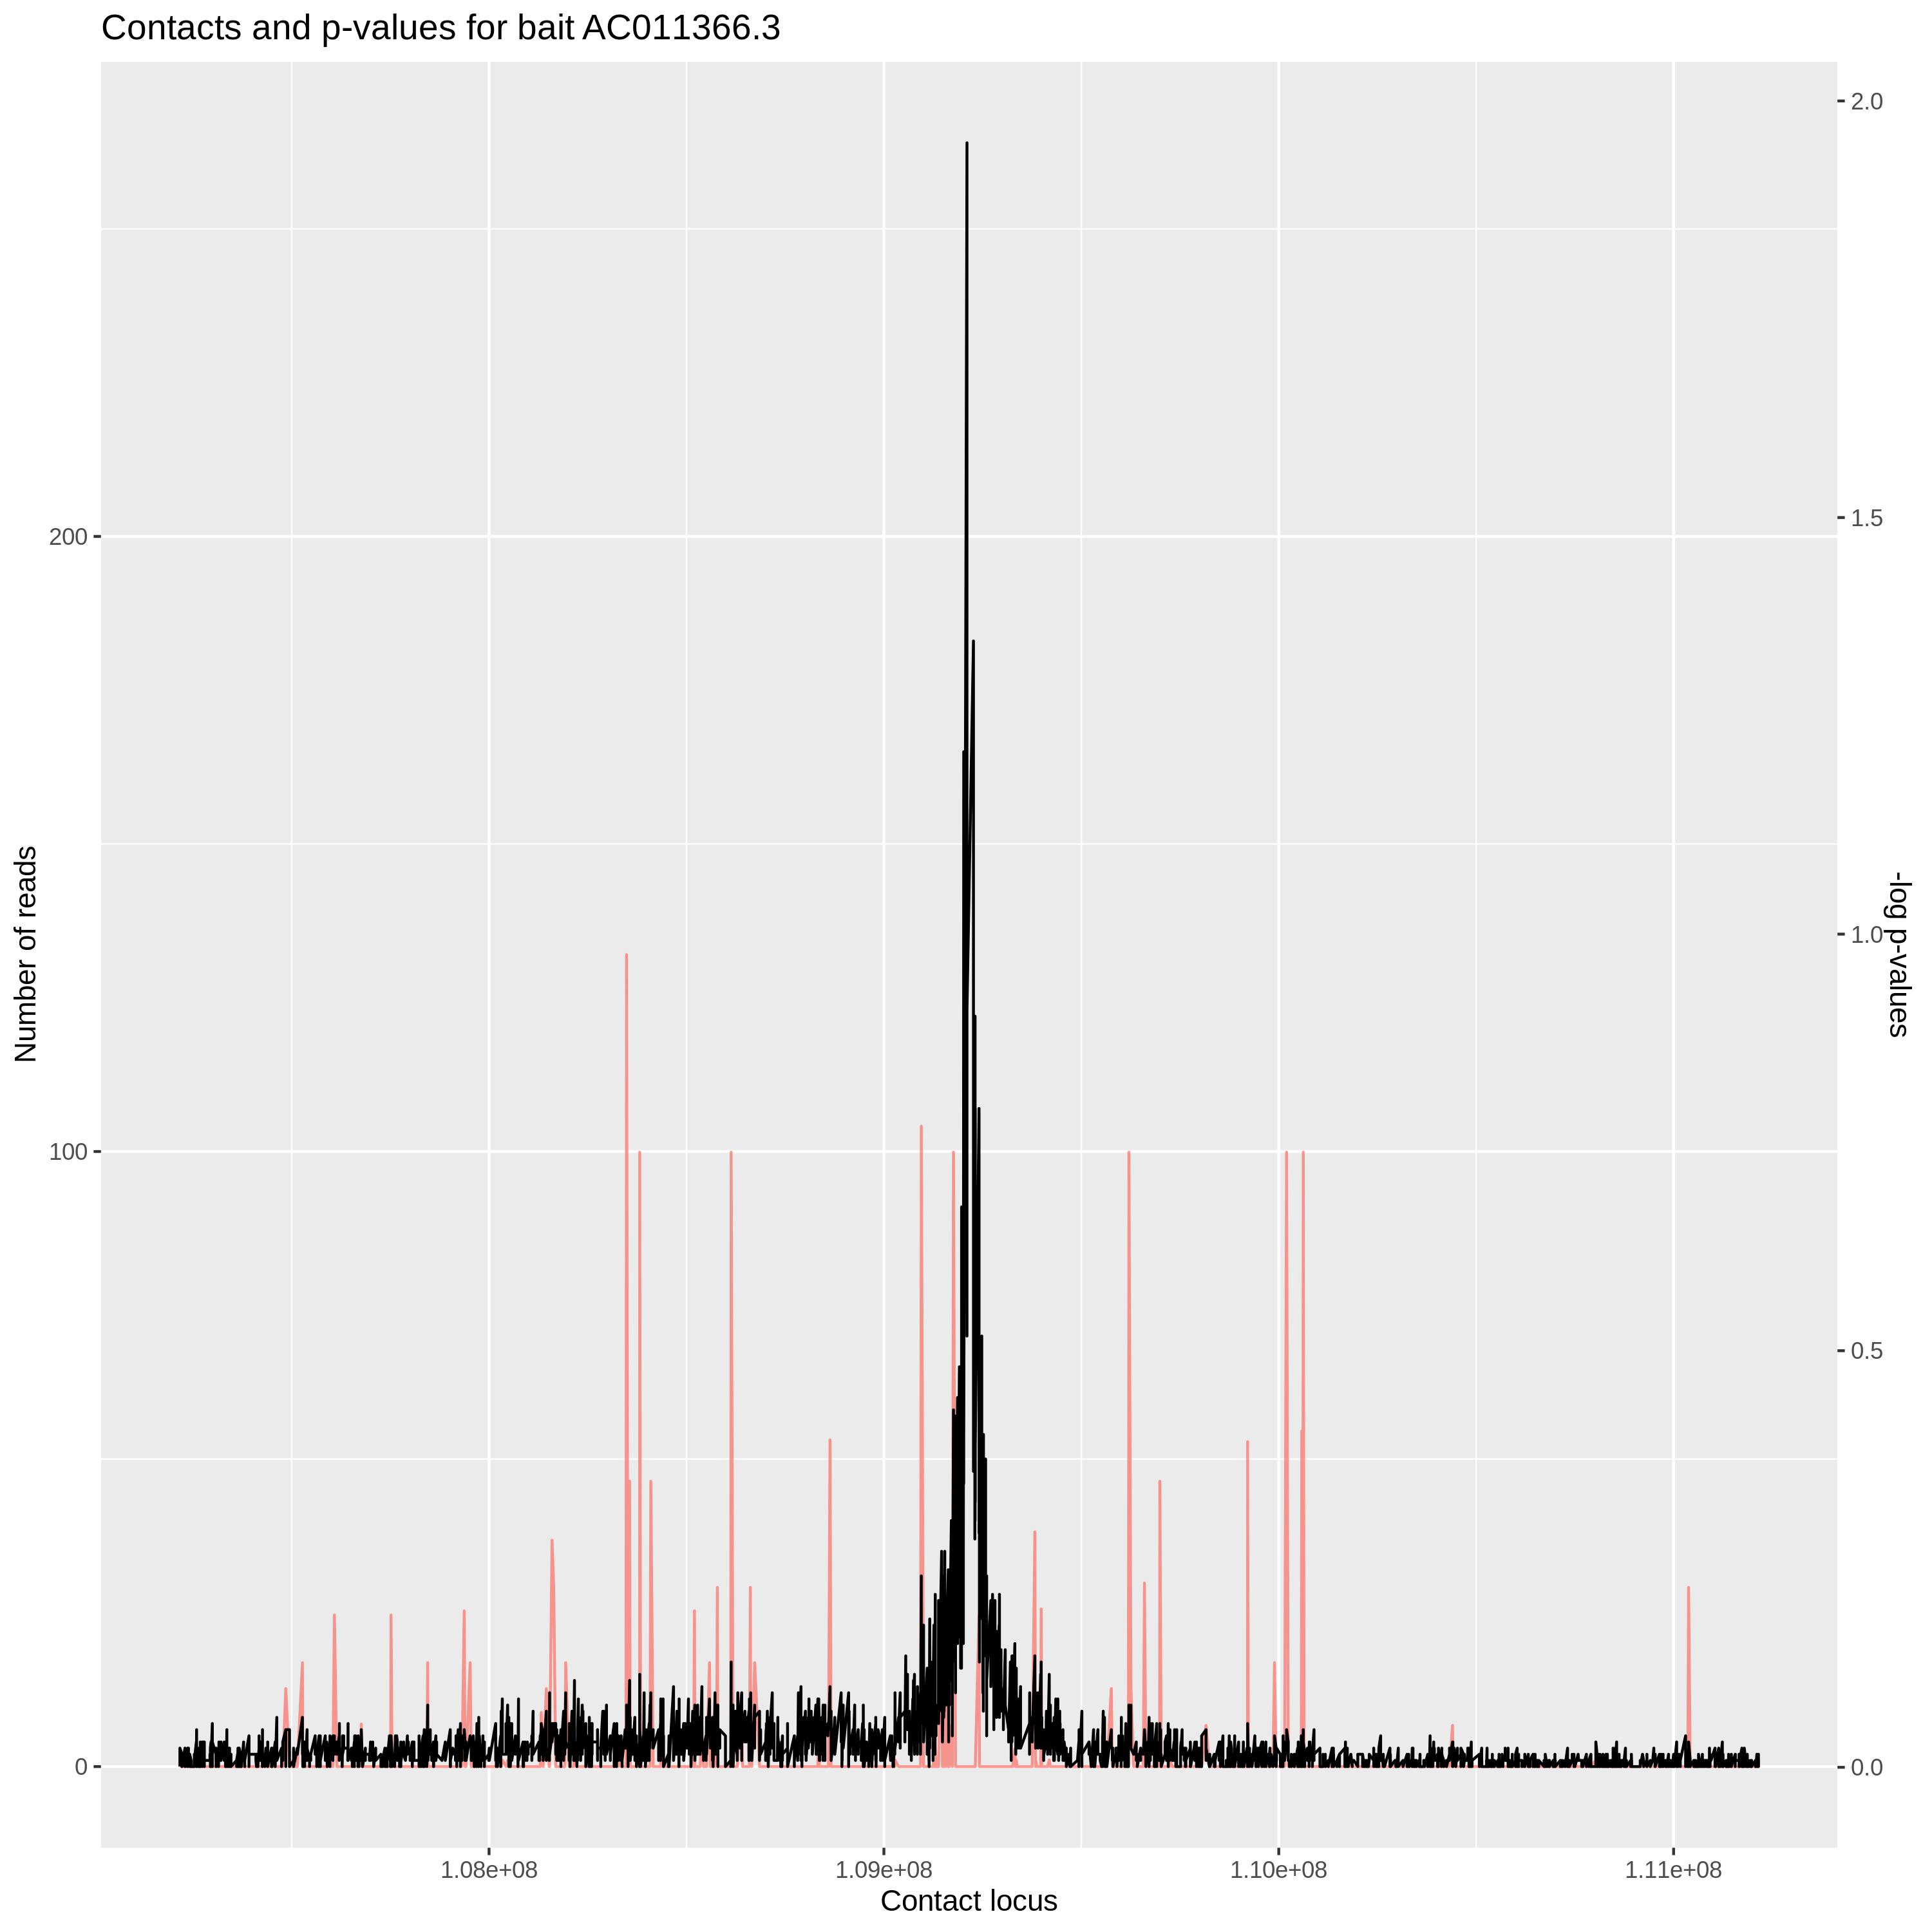 Contacts and p-values for bait AC011366.3
Number of reads
200
100
0
2.0
1.5
1.0
0.5
0.0
-log p-values
1.08e+08
1.09e+08
1.10e+08
1.11e+08
Contact locus